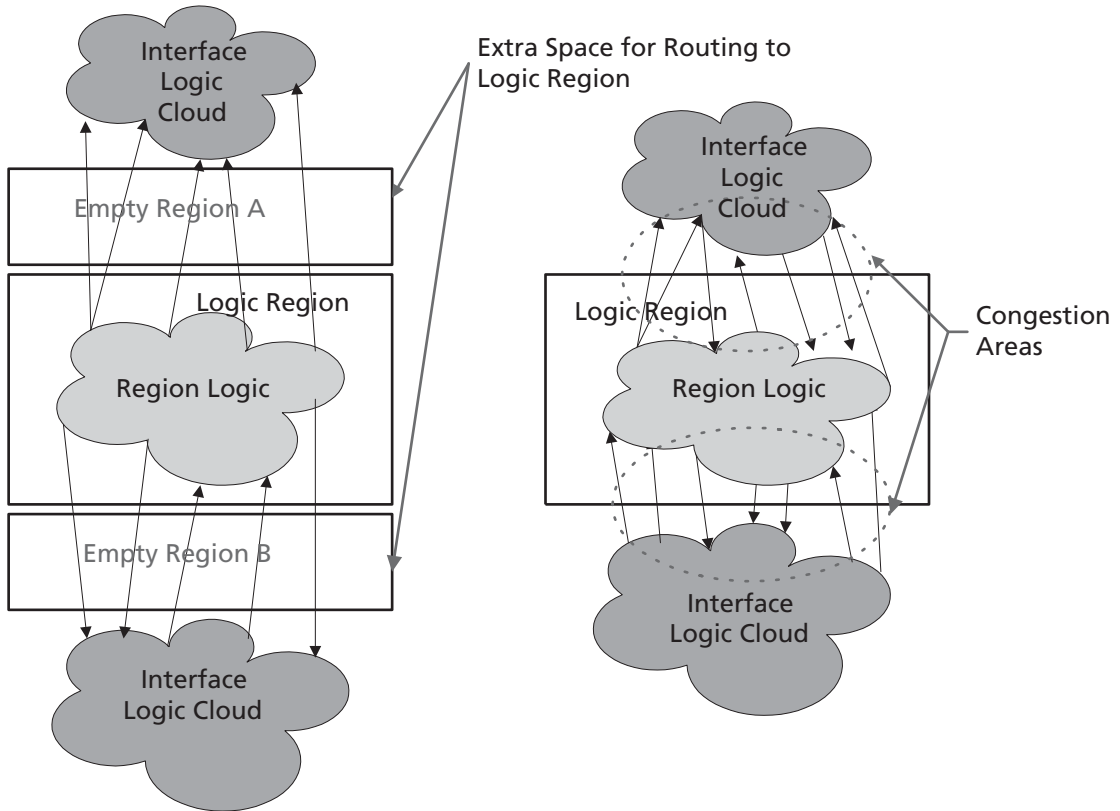 Interface
Logic
Cloud
Extra Space for Routing to
Logic Region
Empty Region A
Logic Region
Region Logic
Empty Region B
Interface
Logic Cloud
Interface
Logic
Cloud
Logic Region
Region Logic
Congestion
Areas
Interface
Logic Cloud